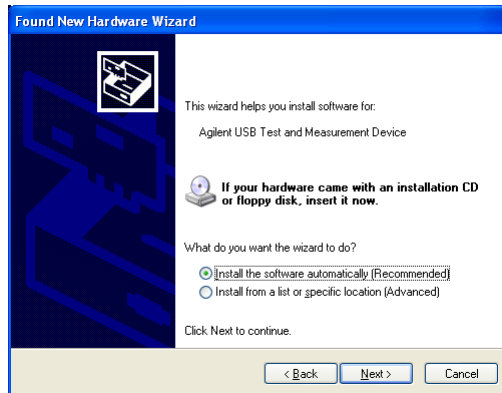 Found New Hardware Wizard
This wizard helps you install software for:
Agilent USB Test and Measurement Device
If your hardware came with an installation CD
or floppy disk, insert it now.
What do you want the wizard to do?
Install the software automatically (Recommended)
Install from a list or specific location (Advanced)
Click Next to continue.
< Back Next > Cancel